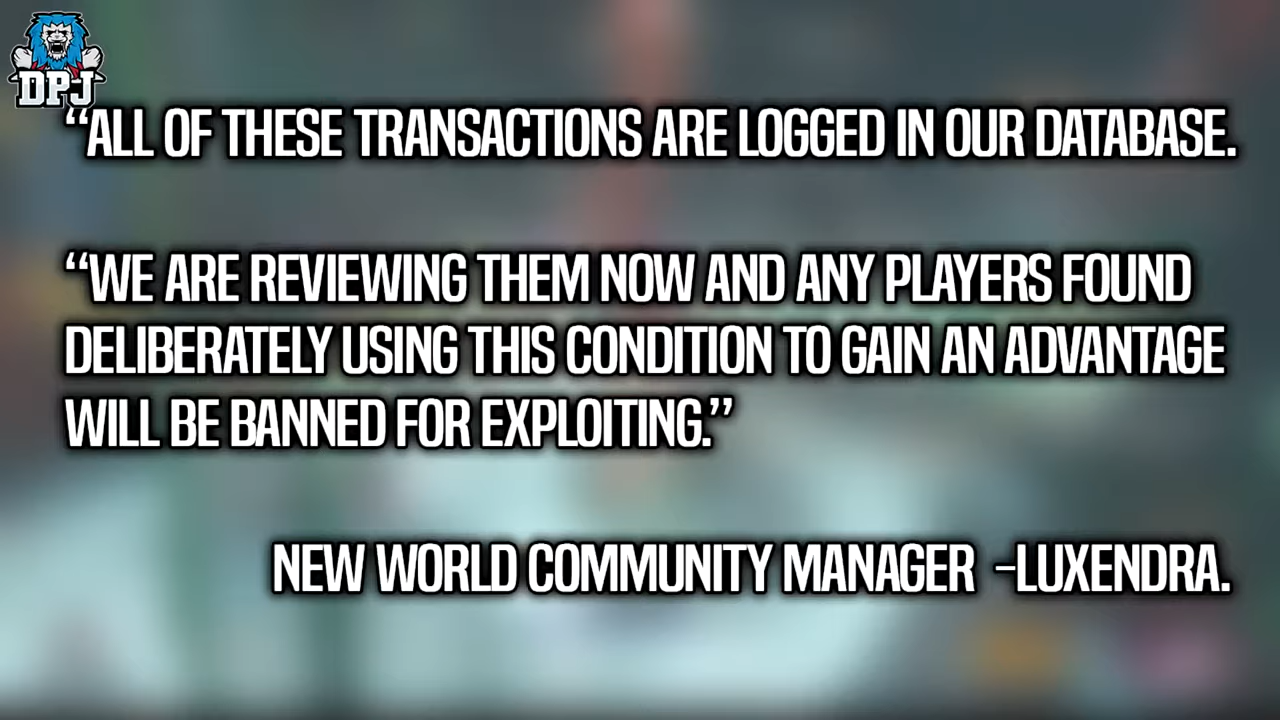 DPJ
“ALL OF THESE TRANSACTIONS ARE LOGGED IN OUR DATABASE.
“WE ARE REVIEWING THEM NOW AND ANY PLAYERS FOUND
DELIBERATELY USING THIS CONDITION TO GAIN AN ADVANTAGE
WILL BE BANNED FOR EXPLOITING.”
NEW WORLD COMMUNITY MANAGER -LUXENDRA.